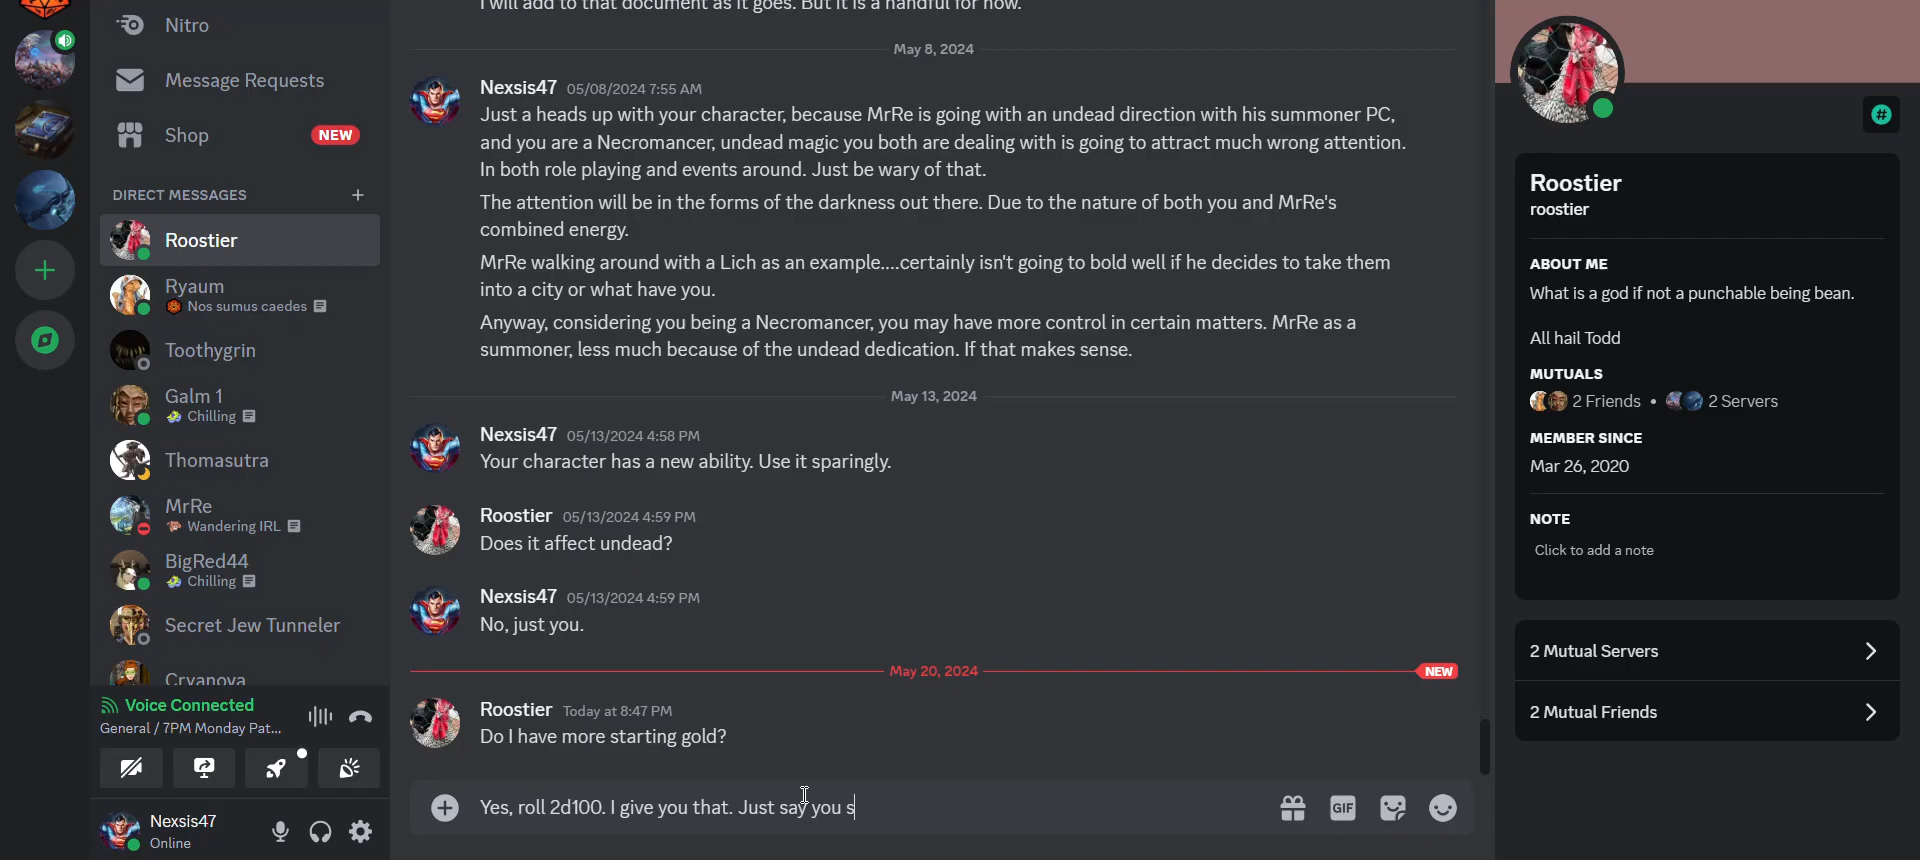 Nitro
Message Requests
Shop NEW
DIRECT MESSAGES +
Roostier
Ryaum
Nos sumus caedes
Toothygrin
Galm 1
Chilling
Thomasutra
MrRe
Wandering IRL
BigRed44
Chilling
Secret Jew Tunneler
Cryanova
Voice Connected
General / 7PM Monday Pat...
Nexsis47
Online
I will add to that document as it goes. But it is a handful for now.
May 8, 2024
Nexsis47 05/08/2024 7:55 AM
Just a heads up with your character, because MrRe is going with an undead direction with his summoner PC,
and you are a Necromancer, undead magic you both are dealing with is going to attract much wrong attention.
In both role playing and events around. Just be wary of that.
The attention will be in the forms of the darkness out there. Due to the nature of both you and MrRe's
combined energy.
MrRe walking around with a Lich as an example....certainly isn't going to bold well if he decides to take them
into a city or what have you.
Anyway, considering you being a Necromancer, you may have more control in certain matters. MrRe as a
summoner, less much because of the undead dedication. If that makes sense.
May 13, 2024
Nexsis47 05/13/2024 4:58 PM
Your character has a new ability. Use it sparingly.
Roostier 05/13/2024 4:59 PM
Does it affect undead?
Nexsis47 05/13/2024 4:59 PM
No, just you.
May 20, 2024 NEW
Roostier Today at 8:47 PM
Do I have more starting gold?
Yes, roll 2d100. I give you that. Just say you s
GIF
Roostier
roostier
ABOUT ME
What is a god if not a punchable being bean.
All hail Todd
MUTUALS
2 Friends • 2 Servers
MEMBER SINCE
Mar 26, 2020
NOTE
Click to add a note
2 Mutual Servers
2 Mutual Friends